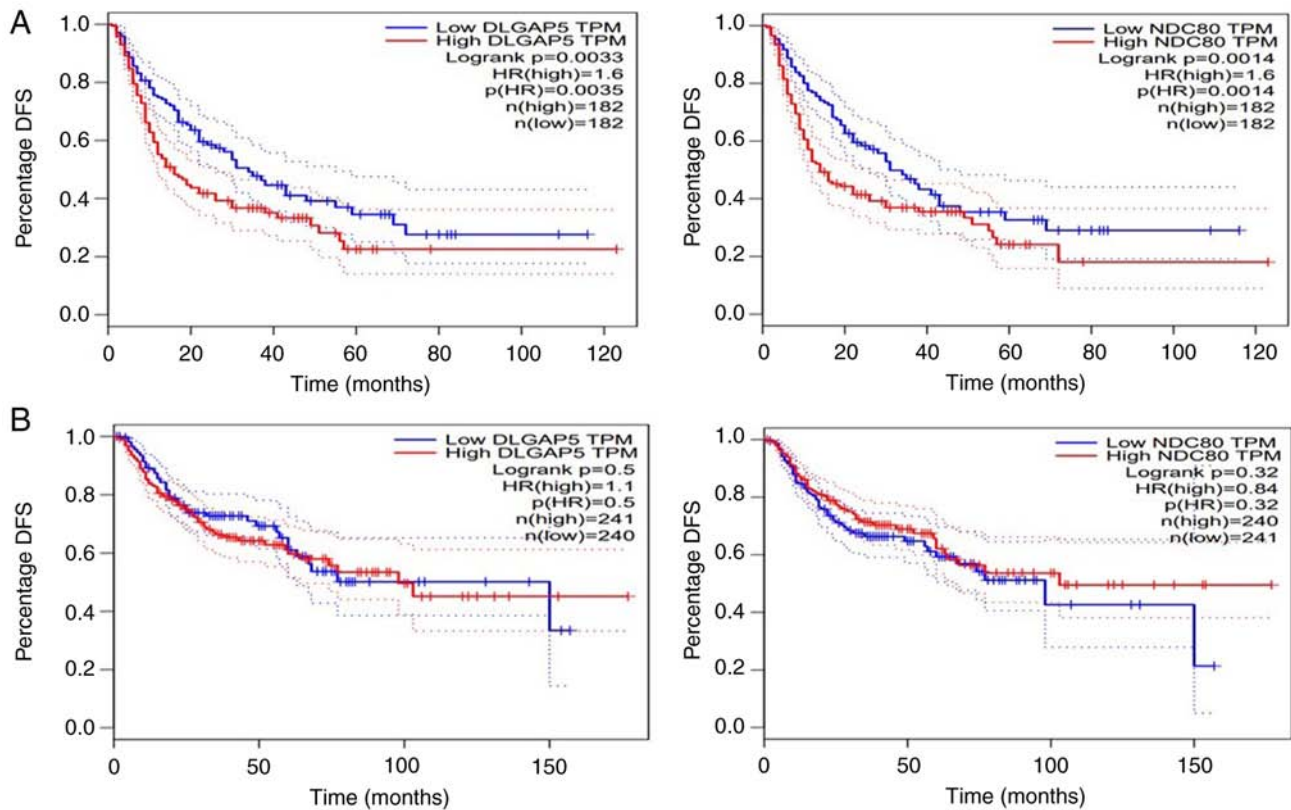 A
Low DLGAP5 TPM
High DLGAP5 TPM
Logrank p=0.0033
HR(high)=1.6
p(HR)=0.0035
n(high)=182
n(low)=182
Percentage DFS
1.0
0.8
0.6
0.4
0.2
0.0
0 20 40 60 80 100 120
Time (months)
Low NDC80 TPM
High NDC80 TPM
Logrank p=0.0014
HR(high)=1.6
p(HR)=0.0014
n(high)=182
n(low)=182
Percentage DFS
1.0
0.8
0.6
0.4
0.2
0.0
0 20 40 60 80 100 120
Time (months)
B
Low DLGAP5 TPM
High DLGAP5 TPM
Logrank p=0.5
HR(high)=1.1
p(HR)=0.5
n(high)=241
n(low)=240
Percentage DFS
1.0
0.8
0.6
0.4
0.2
0.0
0 50 100 150
Time (months)
Low NDC80 TPM
High NDC80 TPM
Logrank p=0.32
HR(high)=0.84
p(HR)=0.32
n(high)=240
n(low)=241
Percentage DFS
1.0
0.8
0.6
0.4
0.2
0.0
0 50 100 150
Time (months)